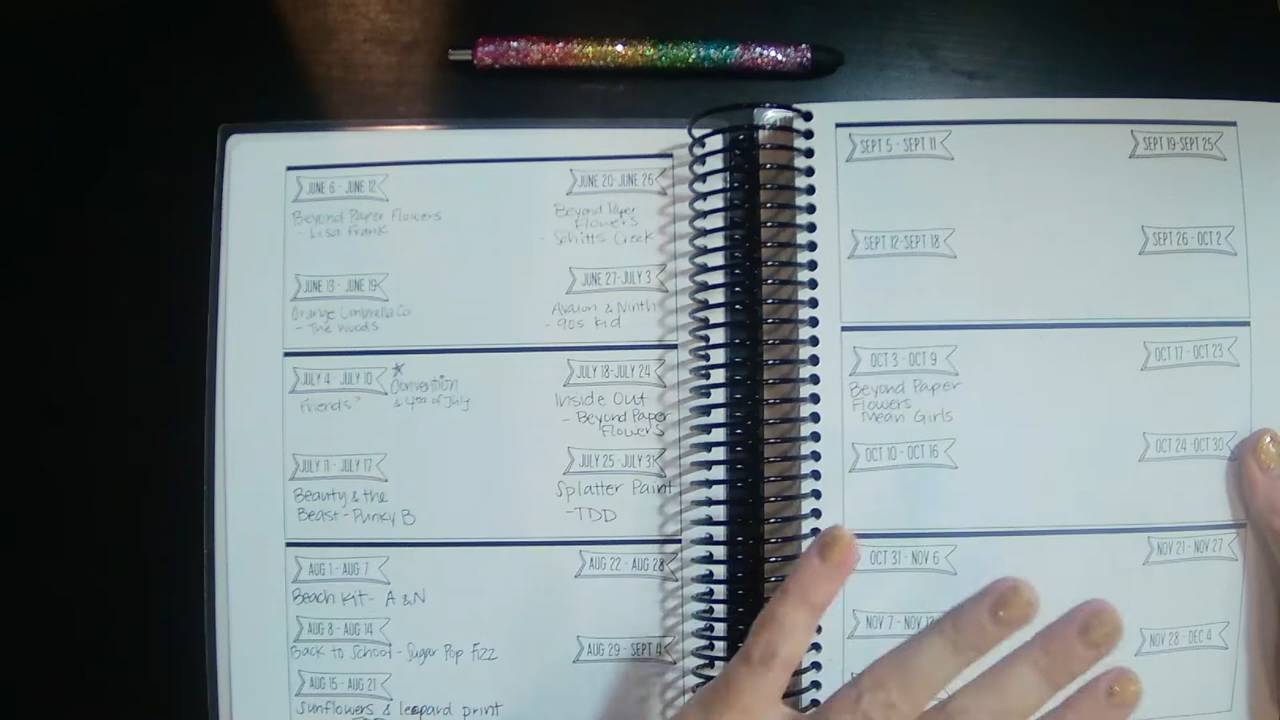 JUNE 6 - JUNE 12
Beyond Paper Flowers
- Lisa Frank
JUNE 13 - JUNE 19
Orange Umbrella Co
- The Woods
JUNE 20-JUNE 26
Beyond Paper
Flowers
- Schitts Creek
JUNE 27-JULY 3
Avalon & Ninth
- 90s Kid
JULY 4 - JULY 10
* Convention
& 4th of July
Friends?
JULY 11 - JULY 17
Beauty & the
Beast - Punky B
JULY 18-JULY 24
Inside Out
- Beyond Paper
Flowers
JULY 25-JULY 31
Splatter Paint
- TDD
AUG 1 - AUG 7
Beach Kit - A & N
AUG 8 - AUG 14
Back to School - Sugar Pop Fizz
AUG 15 - AUG 21
Sunflowers & leopard print
AUG 22 - AUG 28
AUG 29 - SEPT 4
SEPT 5 - SEPT 11
SEPT 12-SEPT 18
SEPT 19-SEPT 25
SEPT 26 - OCT 2
OCT 3 - OCT 9
Beyond Paper
Flowers
Mean Girls
OCT 10 - OCT 16
OCT 17 - OCT 23
OCT 24 - OCT 30
OCT 31 - NOV 6
NOV 7 - NOV
NOV 21 - NOV 27
NOV 28 - DEC 4